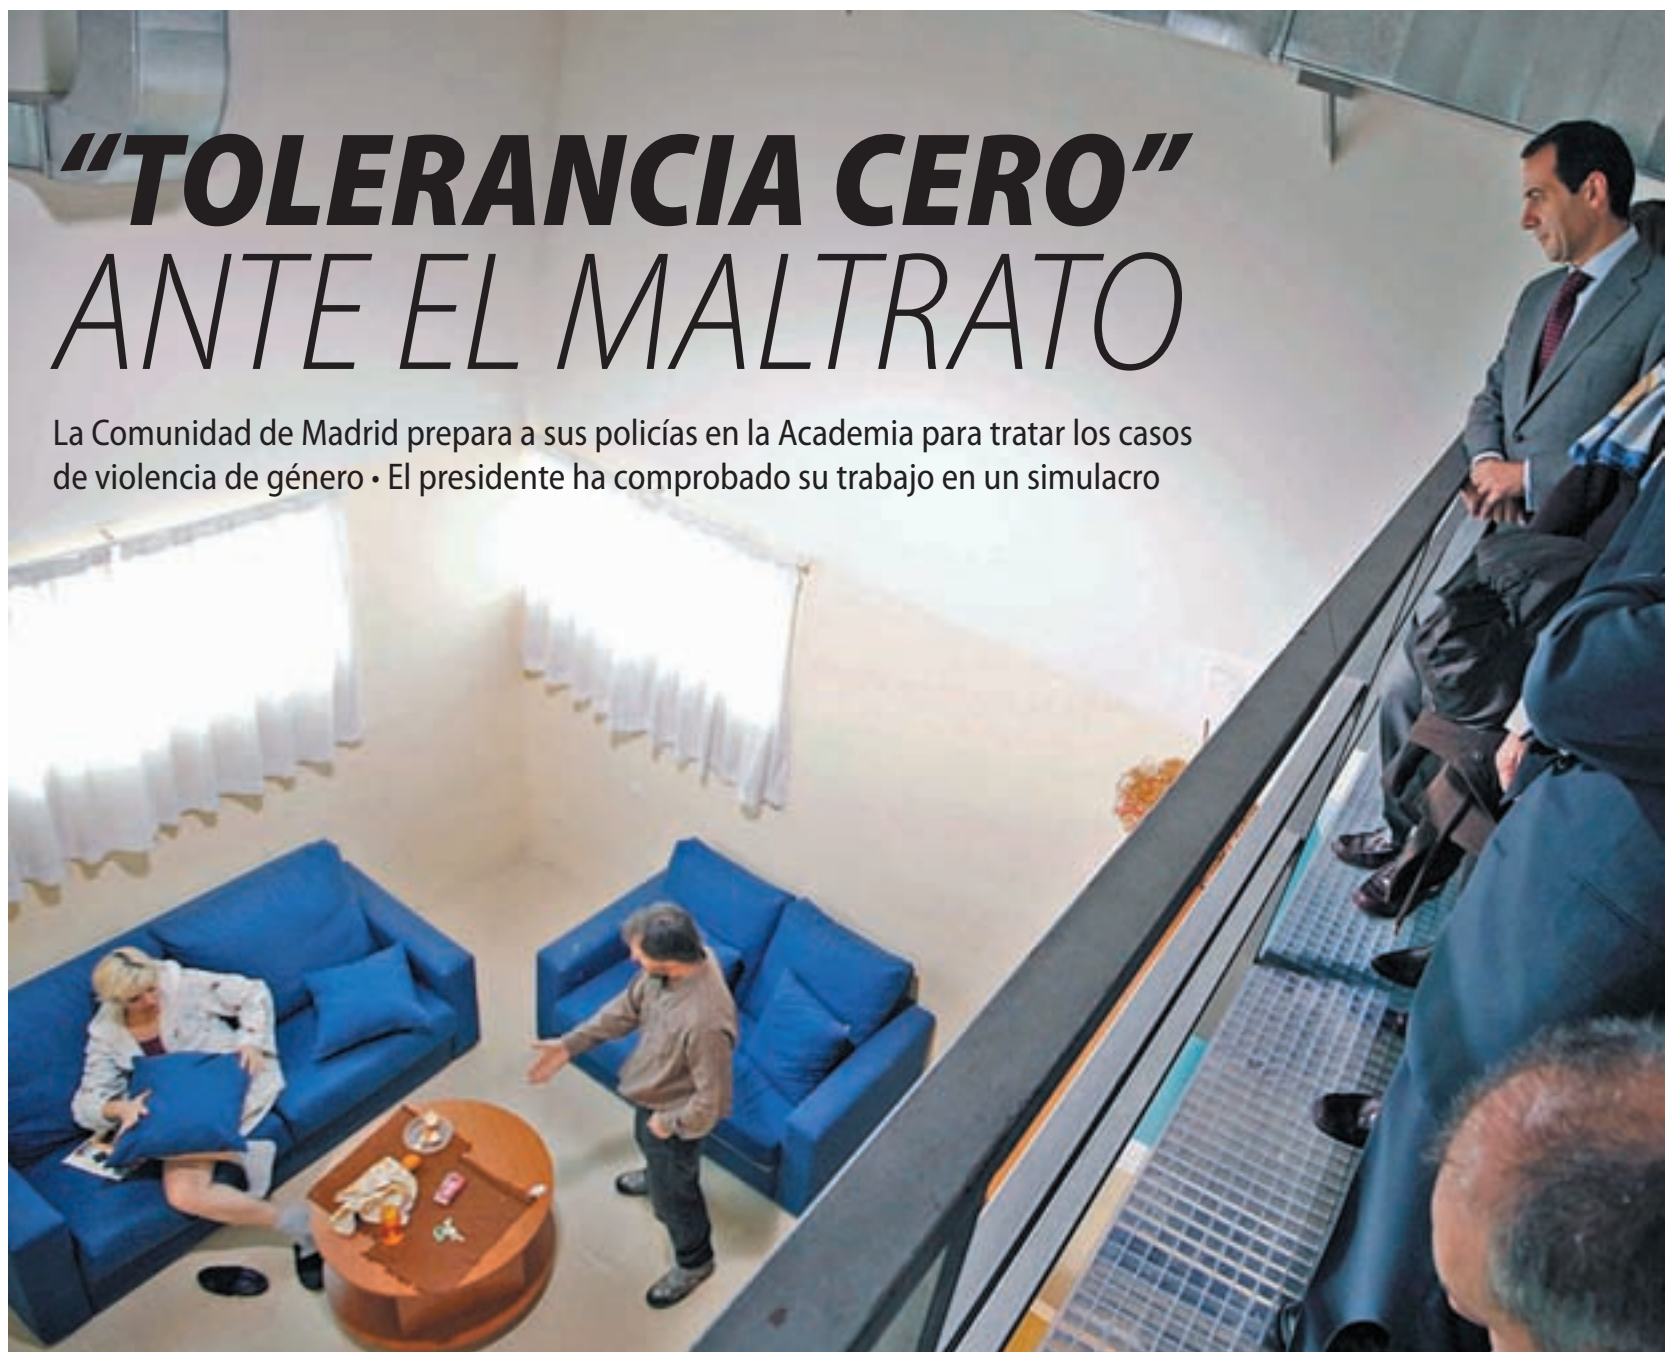 “TOLERANCIA CERO”
ANTE EL MALTRATO
La Comunidad de Madrid prepara a sus policías en la Academia para tratar los casos
de violencia de género • El presidente ha comprobado su trabajo en un simulacro